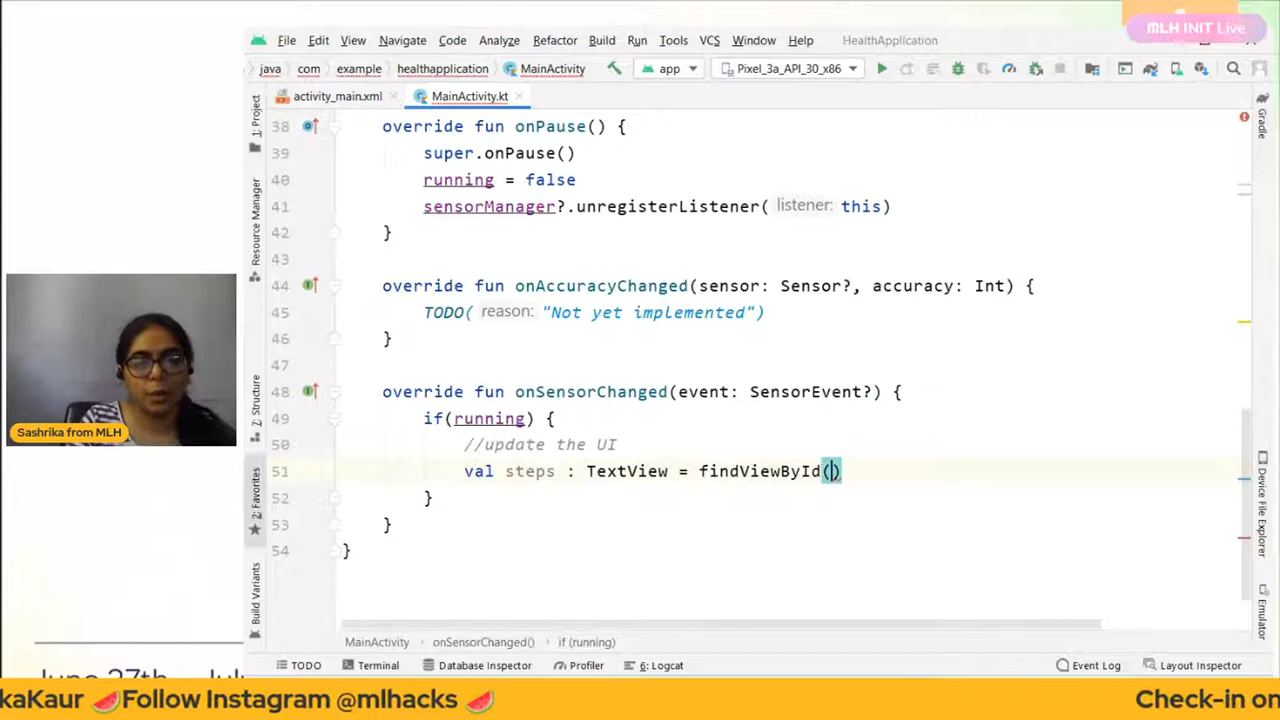 MLH INIT Live
File Edit View Navigate Code Analyze Refactor Build Run Tools VCS Window Help HealthApplication
java com example healthapplication MainActivity app Pixel_3a_API_30_x86
activity_main.xml MainActivity.kt
38 override fun onPause() {
39 super.onPause()
40 running = false
41 sensorManager?.unregisterListener( listener: this)
42 }
43
44 override fun onAccuracyChanged(sensor: Sensor?, accuracy: Int) {
45 TODO( reason: "Not yet implemented")
46 }
47
48 override fun onSensorChanged(event: SensorEvent?) {
49 if(running) {
50 //update the UI
51 val steps : TextView = findViewById()
52 }
53 }
54 }
MainActivity onSensorChanged() if (running)
TODO Terminal Database Inspector Profiler 6: Logcat Event Log Layout Inspector
1: Project
Resource Manager
7: Structure
2: Favorites
Build Variants
Gradle
Device File Explorer
Emulator
Sashrika from MLH
kaKaur 🍉Follow Instagram @mlhacks 🍉 Check-in on